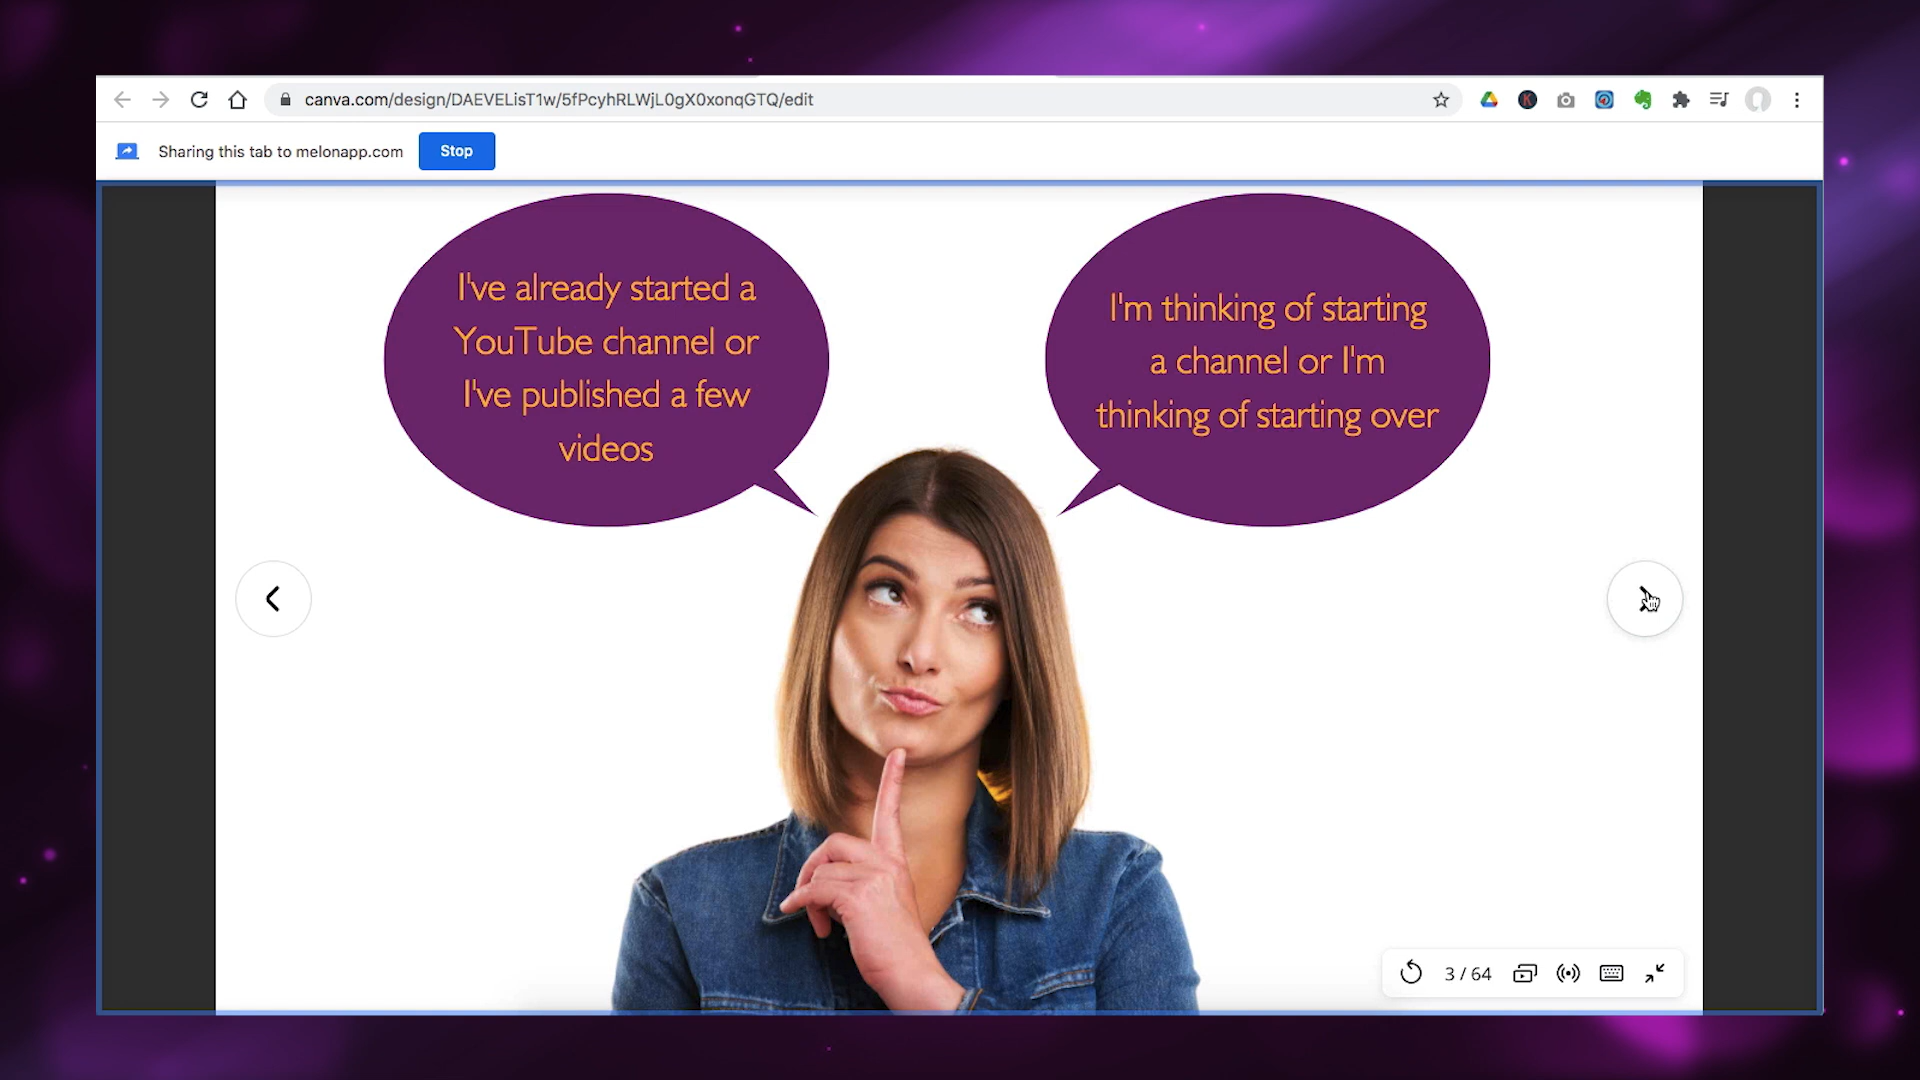 canva.com/design/DAEVELisT1w/5fPcyhRLWjL0gX0xonqGTQ/edit
Sharing this tab to melonapp.com
Stop
I've already started a
YouTube channel or
I've published a few
videos
I'm thinking of starting
a channel or I'm
thinking of starting over
3 / 64